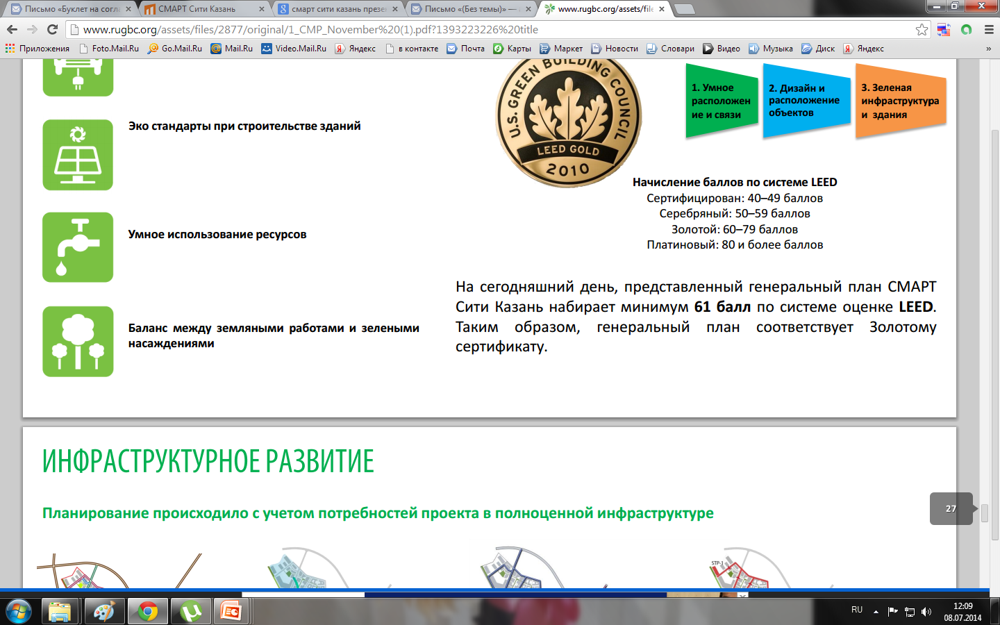 Письмо «Буклет на согла
СМАРТ Сити Казань
смарт сити казань презен
Письмо «(Без темы)» —
www.rugbc.org/assets/file
www.rugbc.org/assets/files/2877/original/1_CMP_November%20(1).pdf?1393223226%20title
Приложения
Foto.Mail.Ru
Go.Mail.Ru
Mail.Ru
Video.Mail.Ru
Яндекс
в контакте
Почта
Карты
Маркет
Новости
Словари
Видео
Музыка
Диск
Яндекс
»
U.S. GREEN BUILDING COUNCIL
LEED GOLD
2010
1. Умное
расположен
ие и связи
2. Дизайн и
расположение
объектов
3. Зеленая
инфраструктура
и здания
Эко стандарты при строительстве зданий
Умное использование ресурсов
Баланс между земляными работами и зелеными
насаждениями
Начисление баллов по системе LEED
Сертифицирован: 40–49 баллов
Серебряный: 50–59 баллов
Золотой: 60–79 баллов
Платиновый: 80 и более баллов
На сегодняшний день, представленный генеральный план СМАРТ
Сити Казань набирает минимум 61 балл по системе оценке LEED.
Таким образом, генеральный план соответствует Золотому
сертификату.
ИНФРАСТРУКТУРНОЕ РАЗВИТИЕ
Планирование происходило с учетом потребностей проекта в полноценной инфраструктуре
27
STP-1
RU
12:09
08.07.2014